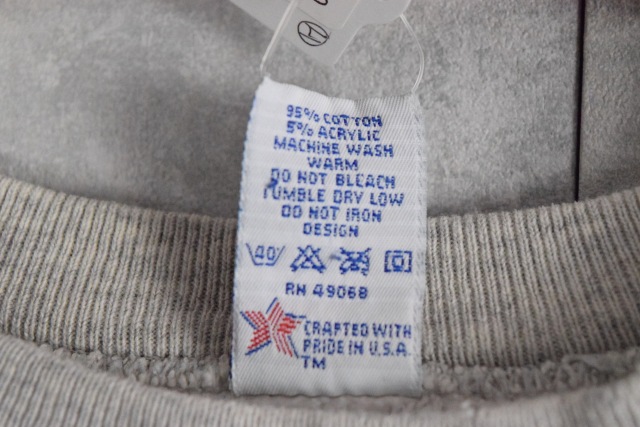 95% COTTON
5% ACRYLIC
MACHINE WASH
WARM
DO NOT BLEACH
TUMBLE DRY LOW
DO NOT IRON
DESIGN
40
RN 49068
CRAFTED WITH
PRIDE IN U.S.A.
TM